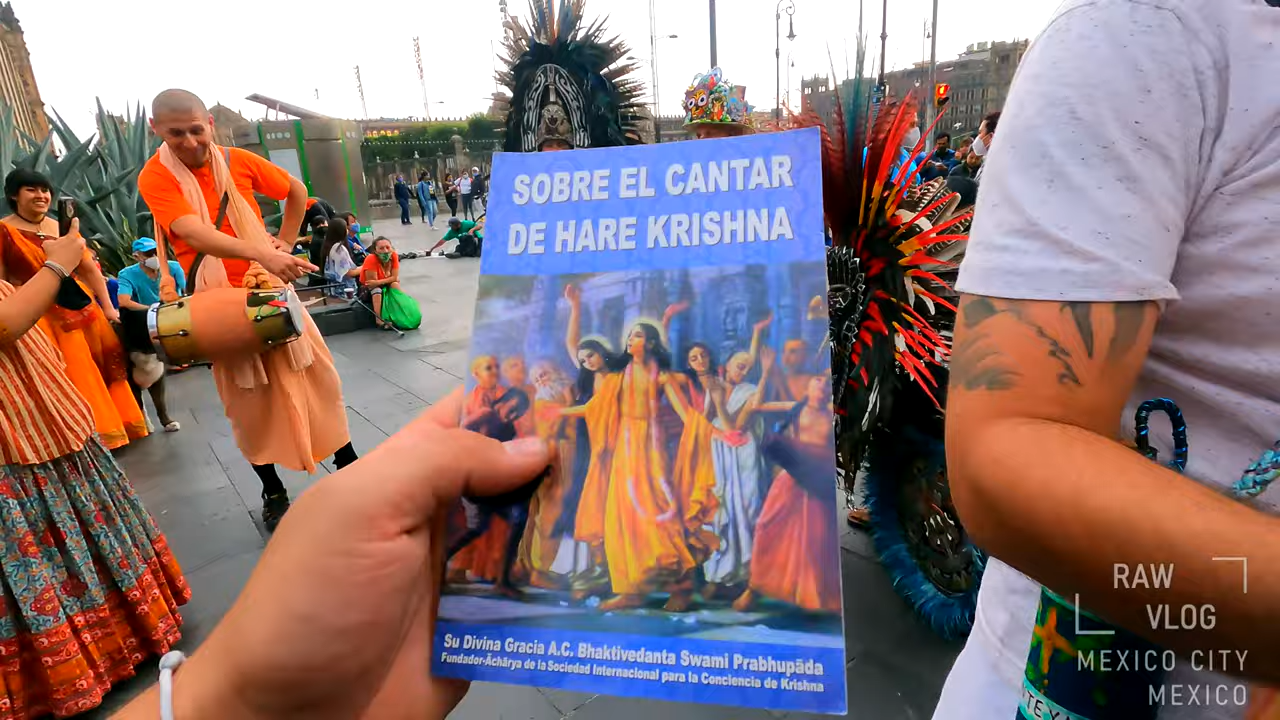 SOBRE EL CANTAR
DE HARE KRISHNA
Su Divina Gracia A.C. Bhaktivedanta Swami Prabhupāda
Fundador-Āchārya de la Sociedad Internacional para la Conciencia de Krishna
RAW
VLOG
MEXICO CITY
MEXICO